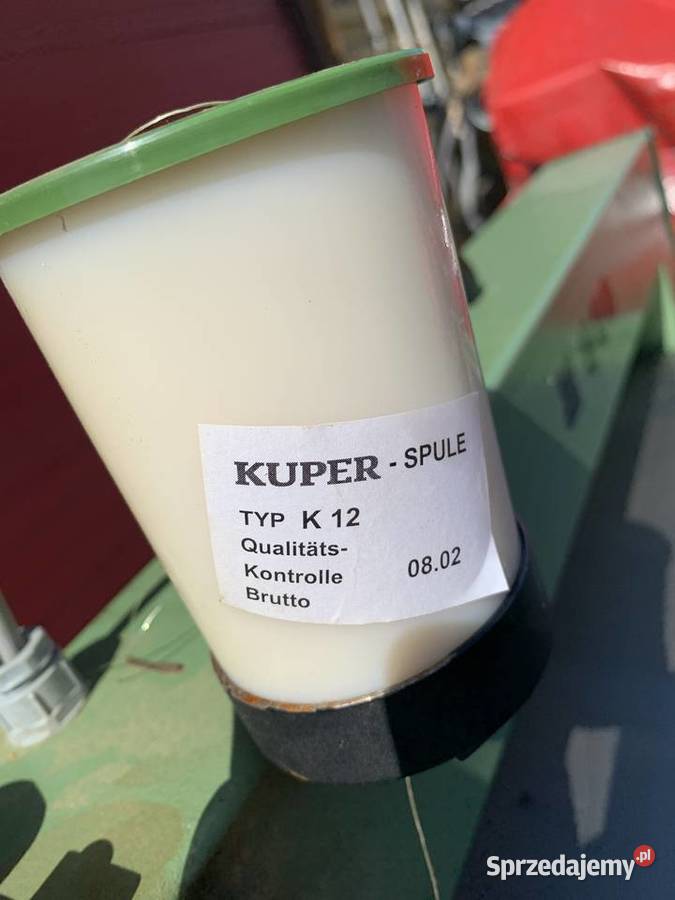 KUPER - SPULE
TYP K 12
Qualitäts-
Kontrolle 08.02
Brutto
Sprzedajemy.pl